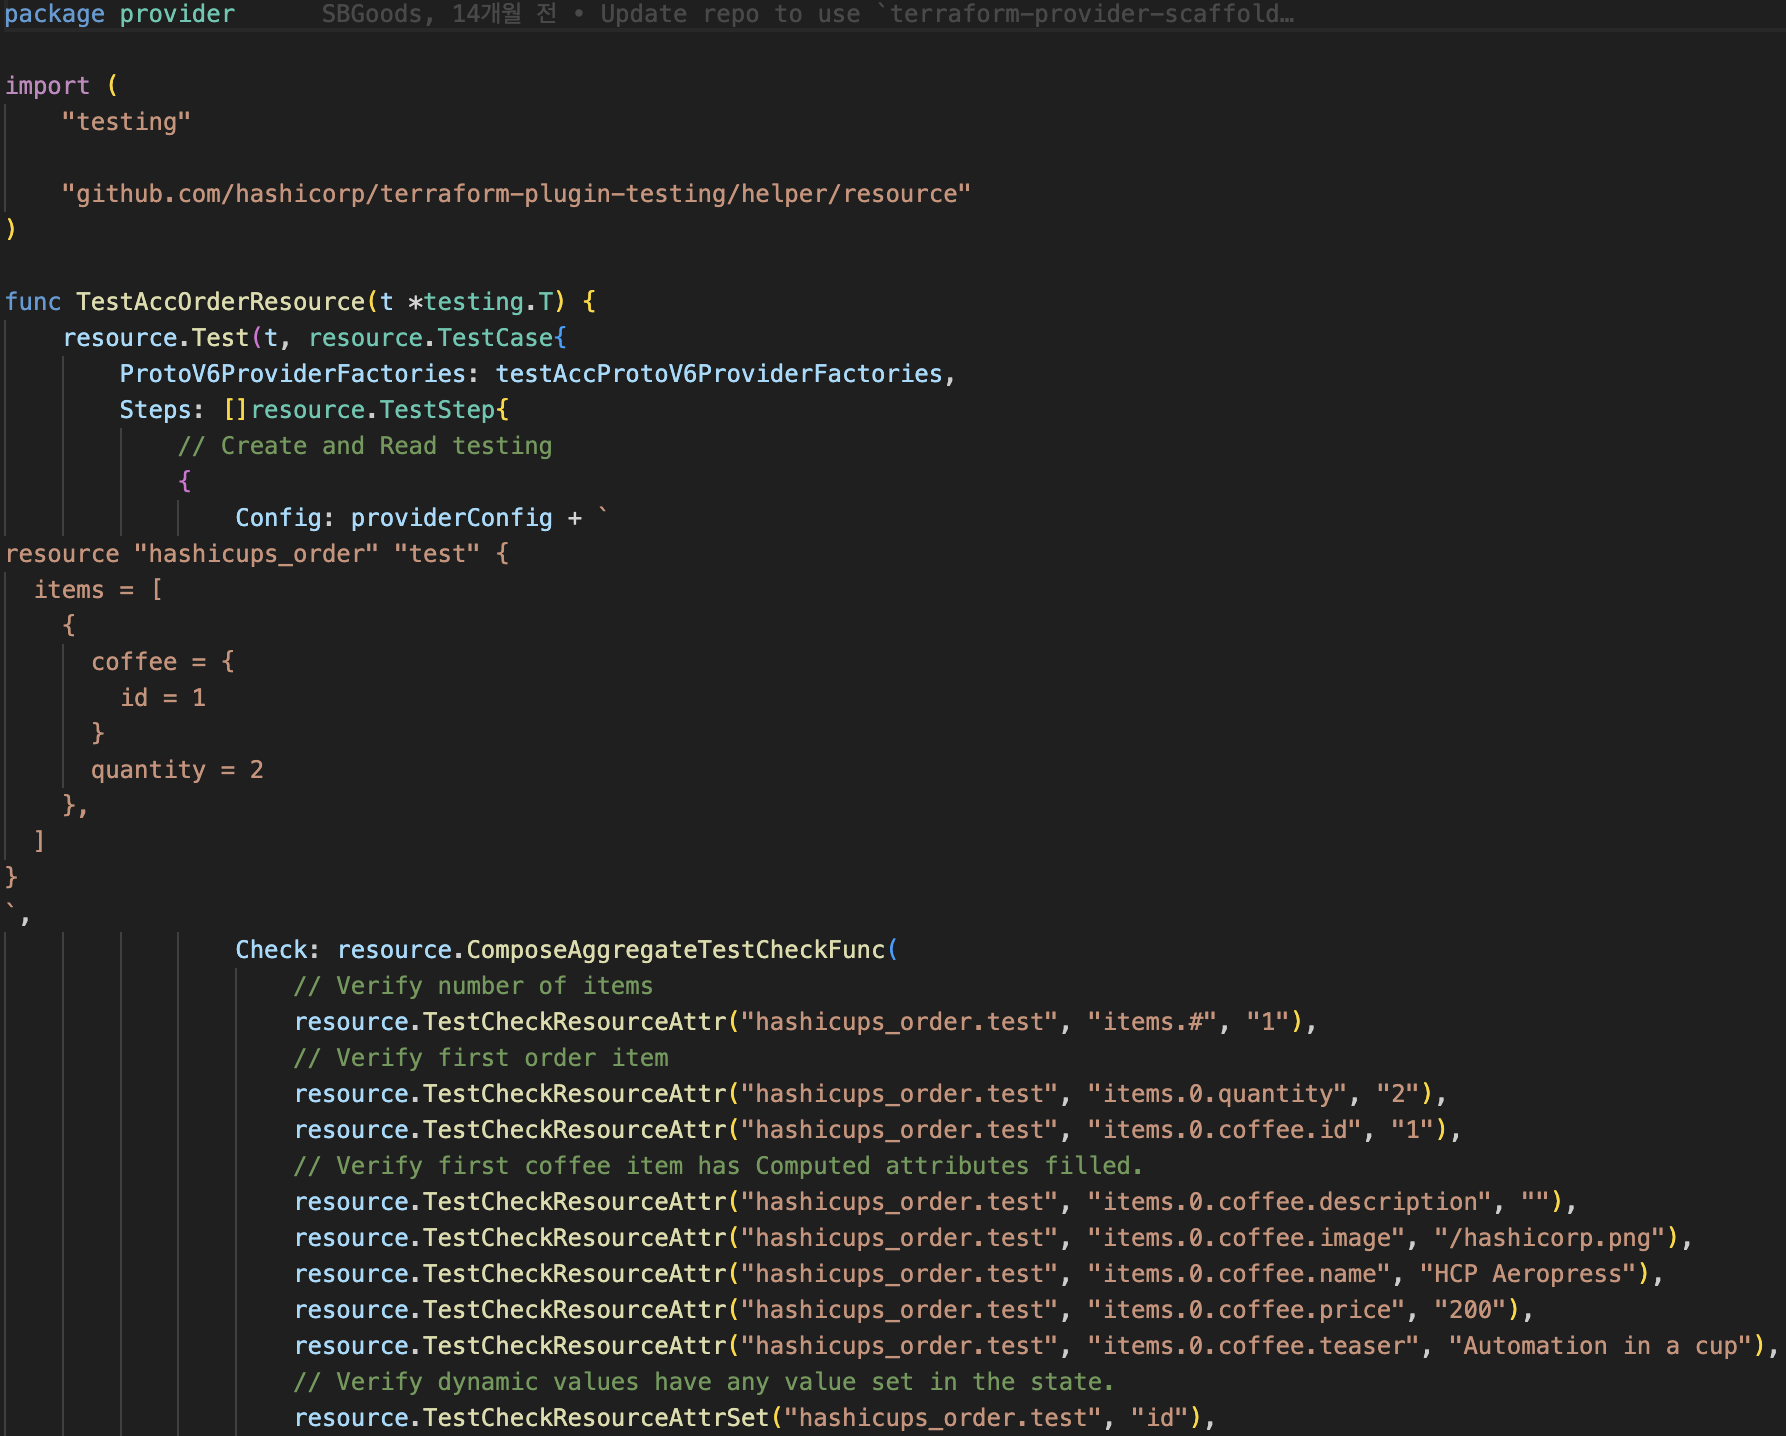 package provider      SBGoods, 14개월 전 • Update repo to use `terraform-provider-scaffold…

import (
    "testing"

    "github.com/hashicorp/terraform-plugin-testing/helper/resource"
)

func TestAccOrderResource(t *testing.T) {
    resource.Test(t, resource.TestCase{
        ProtoV6ProviderFactories: testAccProtoV6ProviderFactories,
        Steps: []resource.TestStep{
            // Create and Read testing
            {
                Config: providerConfig + `
resource "hashicups_order" "test" {
  items = [
    {
      coffee = {
        id = 1
      }
      quantity = 2
    },
  ]
}
`,
                Check: resource.ComposeAggregateTestCheckFunc(
                    // Verify number of items
                    resource.TestCheckResourceAttr("hashicups_order.test", "items.#", "1"),
                    // Verify first order item
                    resource.TestCheckResourceAttr("hashicups_order.test", "items.0.quantity", "2"),
                    resource.TestCheckResourceAttr("hashicups_order.test", "items.0.coffee.id", "1"),
                    // Verify first coffee item has Computed attributes filled.
                    resource.TestCheckResourceAttr("hashicups_order.test", "items.0.coffee.description", ""),
                    resource.TestCheckResourceAttr("hashicups_order.test", "items.0.coffee.image", "/hashicorp.png"),
                    resource.TestCheckResourceAttr("hashicups_order.test", "items.0.coffee.name", "HCP Aeropress"),
                    resource.TestCheckResourceAttr("hashicups_order.test", "items.0.coffee.price", "200"),
                    resource.TestCheckResourceAttr("hashicups_order.test", "items.0.coffee.teaser", "Automation in a cup"),
                    // Verify dynamic values have any value set in the state.
                    resource.TestCheckResourceAttrSet("hashicups_order.test", "id"),